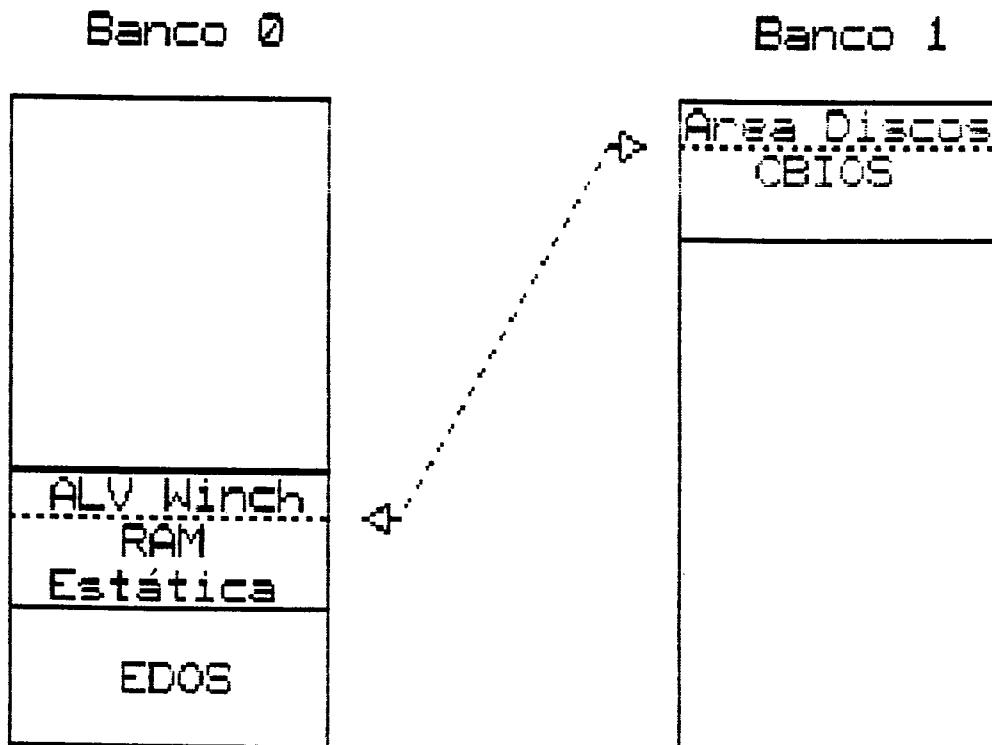 Banco 0
Banco 1
Area Discos
CBIOS
ALV Winch
RAM
Estática
EDOS